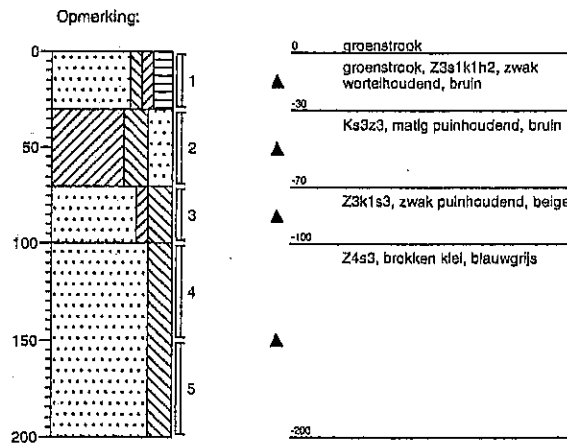 Opmerking:
0
50
100
150
200
1
2
3
4
5
0
groenstrook
groenstrook, Z3s1k1h2, zwak
wortelhoudend, bruin
-30
Ks3z3, matig puinhoudend, bruin
-70
Z3k1s3, zwak puinhoudend, beige
-100
Z4s3, brokken klei, blauwgrijs
-200